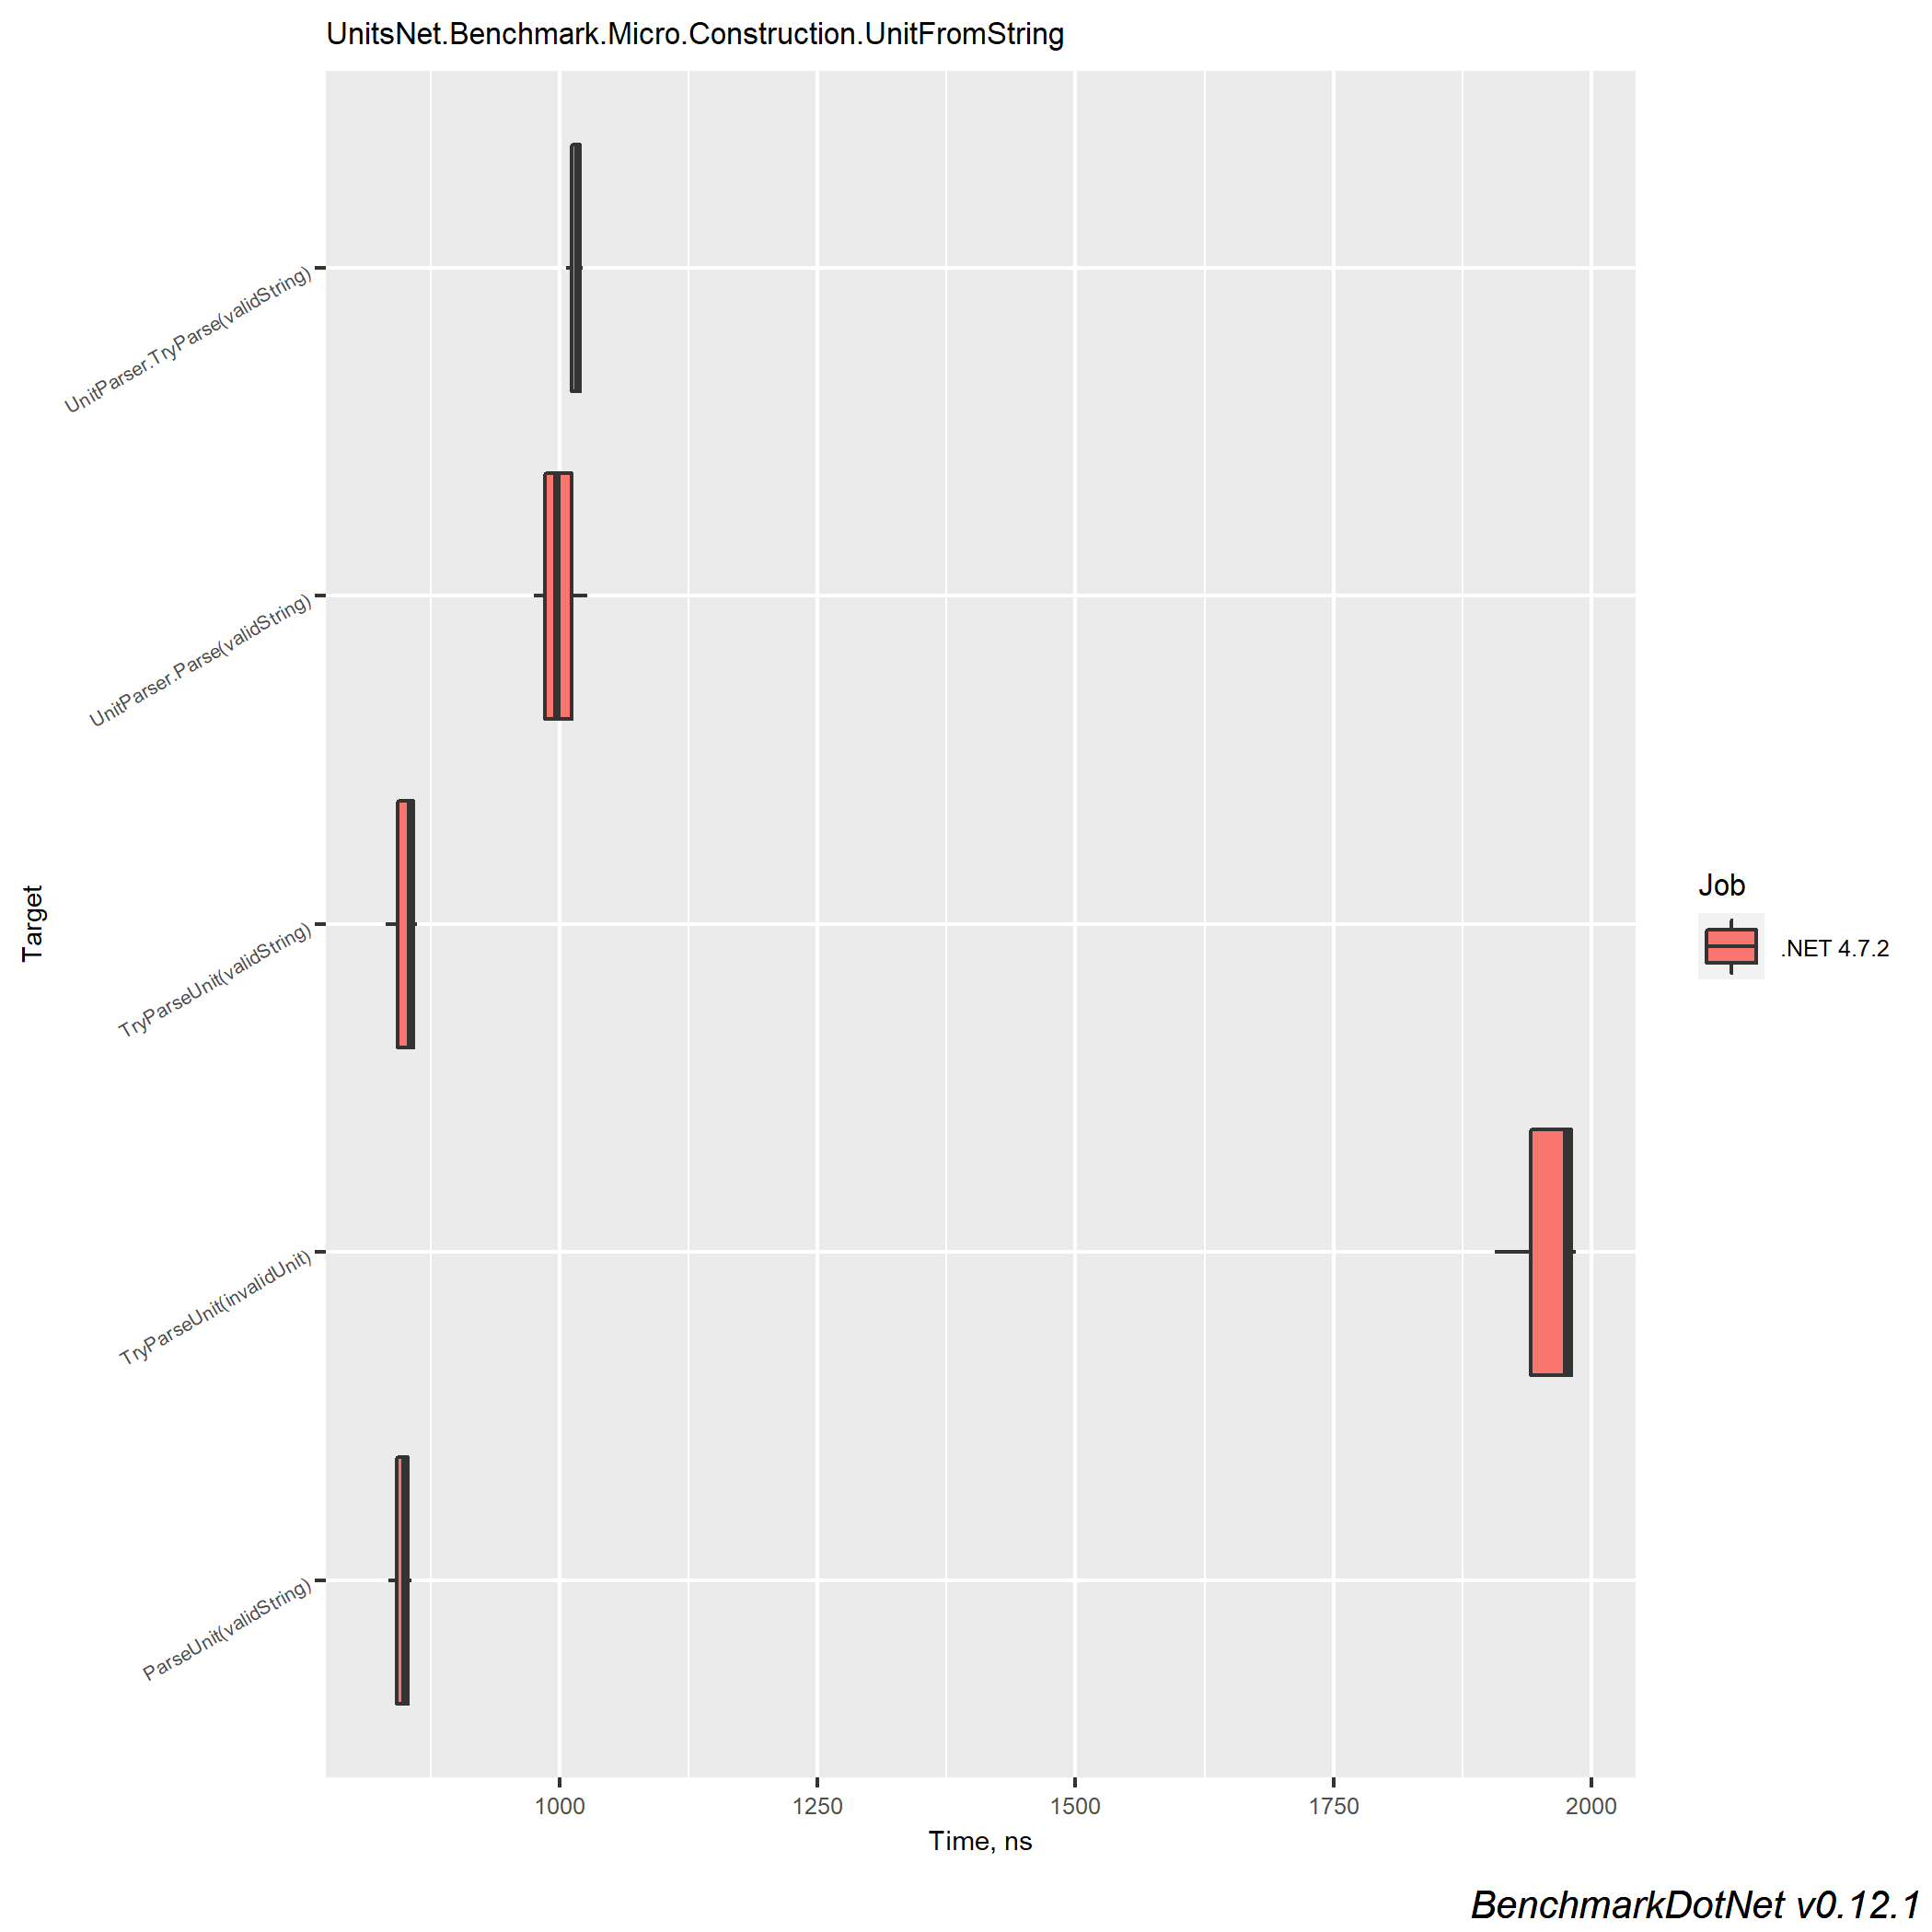 UnitsNet.Benchmark.Micro.Construction.UnitFromString
UnitParser.TryParse(validString)
UnitParser.Parse(validString)
TryParseUnit(validString)
TryParseUnit(invalidUnit)
ParseUnit(validString)
Target
1000 1250 1500 1750 2000
Time, ns
Job
.NET 4.7.2
BenchmarkDotNet v0.12.1